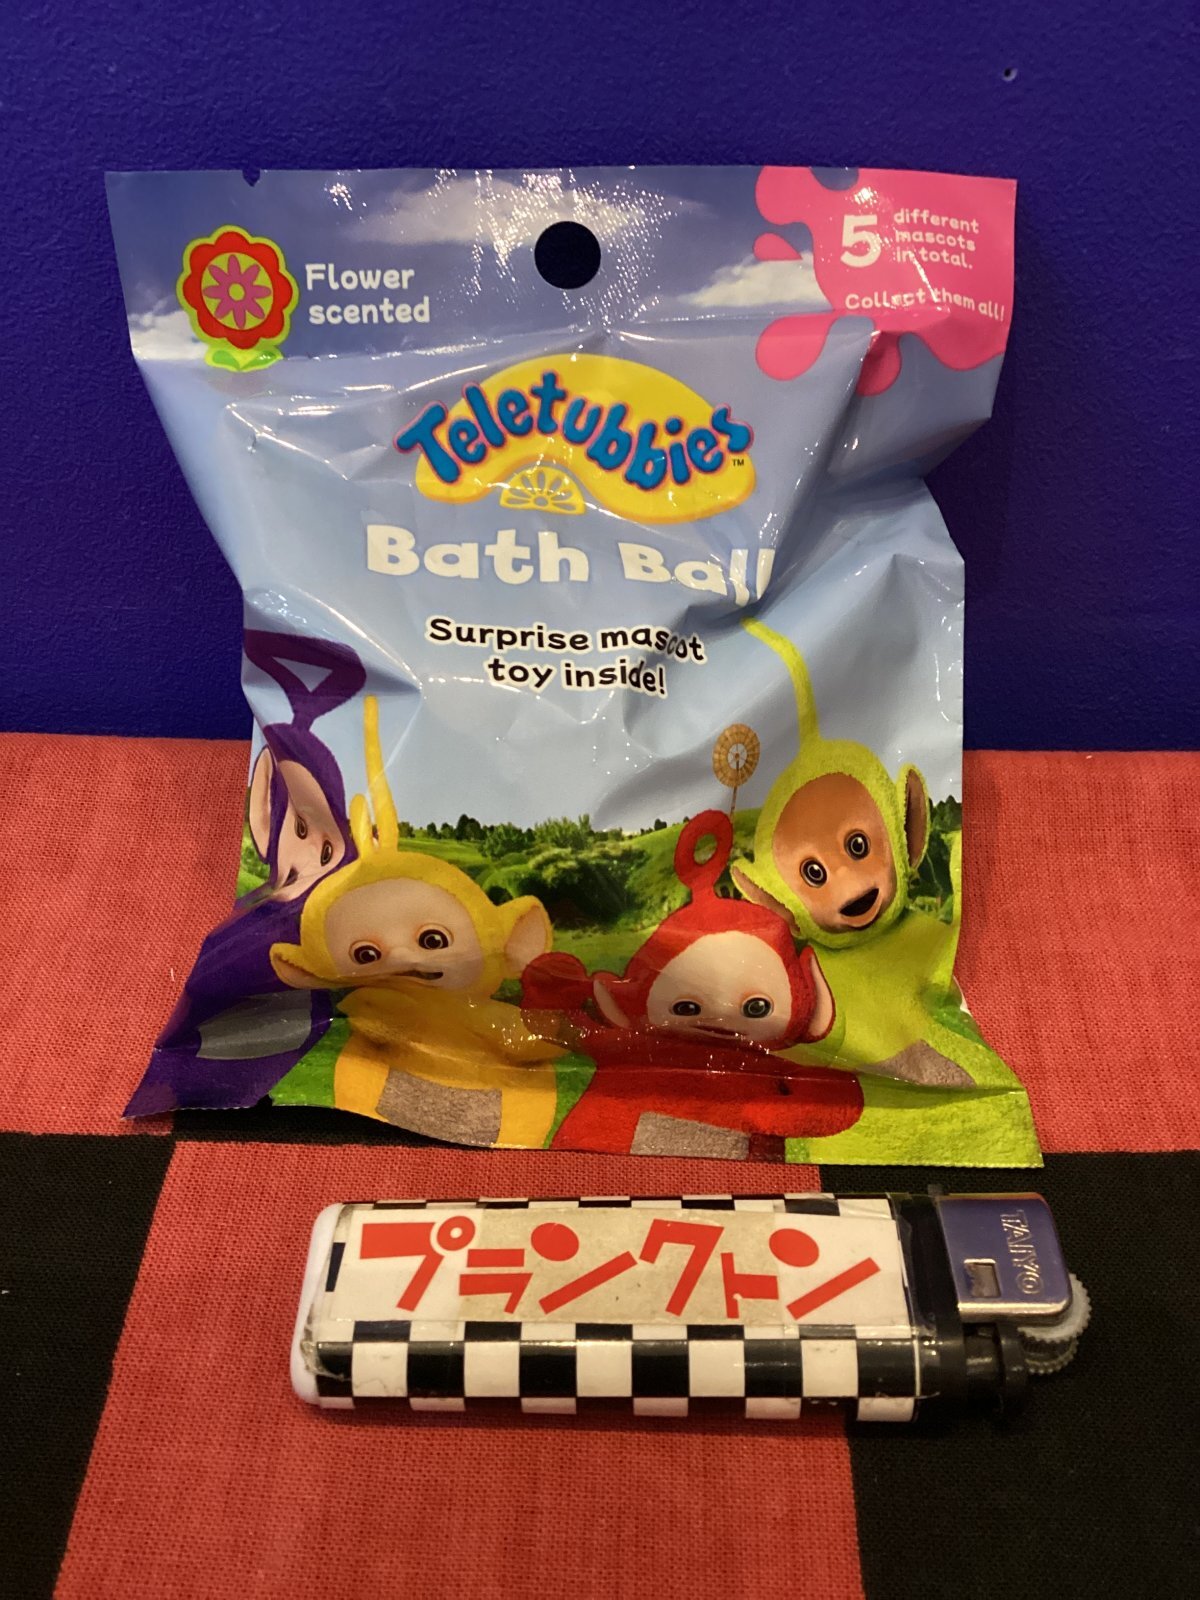 Flower
scented
5 different
mascots
in total.
Collect them all!
Teletubbies™
Bath Ball
Surprise mascot
toy inside!
プランクトン
TAIYO